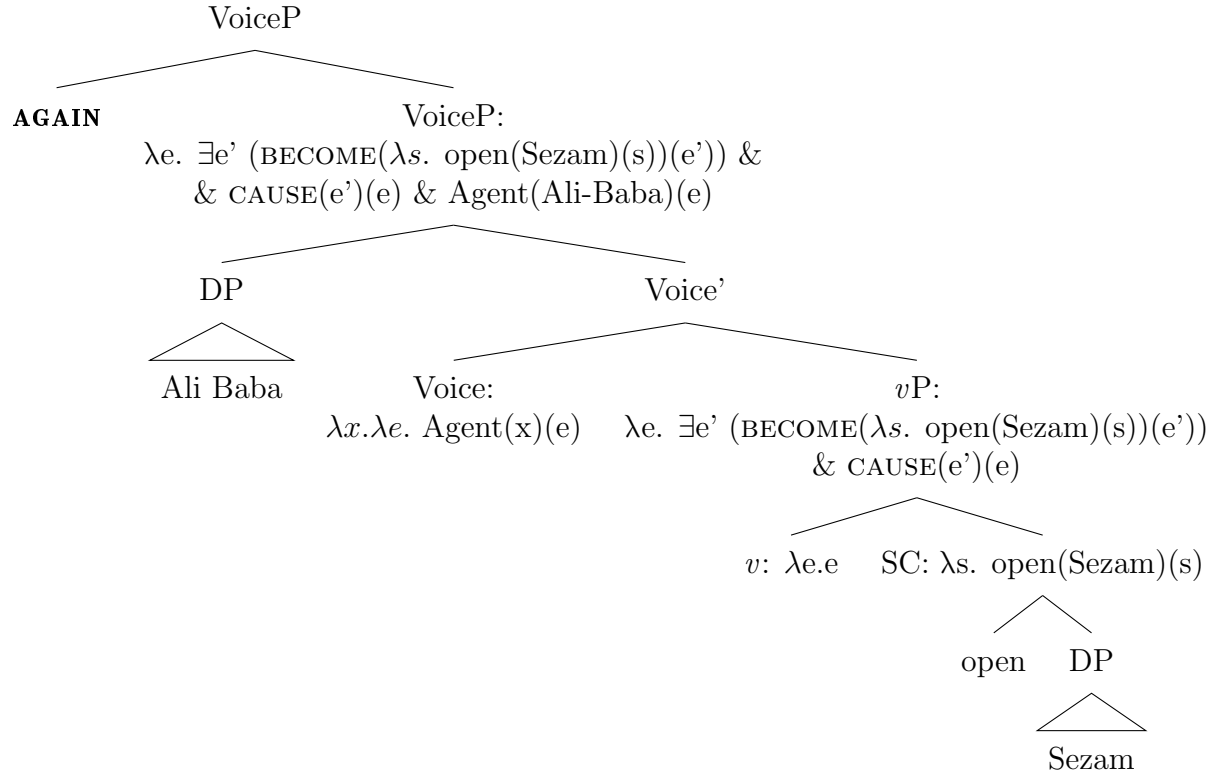 VoiceP
AGAIN
VoiceP:
λe. ∃e’ (BECOME(λs. open(Sezam)(s))(e’)) &
& CAUSE(e’)(e) & Agent(Ali-Baba)(e)
DP
Voice’
Ali Baba
Voice:
λx.λe. Agent(x)(e)
vP:
λe. ∃e’ (BECOME(λs. open(Sezam)(s))(e’))
& CAUSE(e’)(e)
v: λe.e
SC: λs. open(Sezam)(s)
open
DP
Sezam